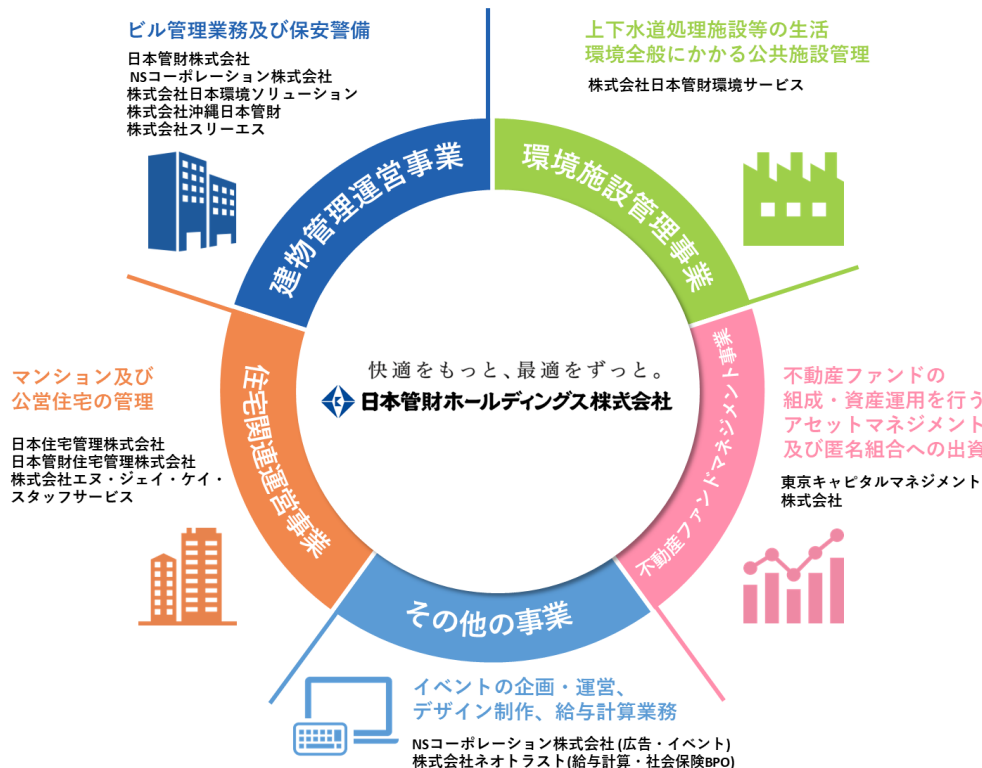 ビル管理業務及び保安警備
日本管財株式会社
NSコーポレーション株式会社
株式会社日本環境ソリューション
株式会社沖縄日本管財
株式会社スリーエス
上下水道処理施設等の生活
環境全般にかかる公共施設管理
株式会社日本管財環境サービス
建物管理運営事業
環境施設管理事業
快適をもっと、最適をずっと。
日本管財ホールディングス株式会社
マンション及び
公営住宅の管理
日本住宅管理株式会社
日本管財住宅管理株式会社
株式会社エヌ・ジェイ・ケイ・
スタッフサービス
住宅関連運営事業
不動産ファンドマネジメント事業
不動産ファンドの
組成・資産運用を行う
アセットマネジメント
及び匿名組合への出資
東京キャピタルマネジメント
株式会社
その他の事業
イベントの企画・運営、
デザイン制作、給与計算業務
NSコーポレーション株式会社 (広告・イベント)
株式会社ネオトラスト(給与計算・社会保険BPO)